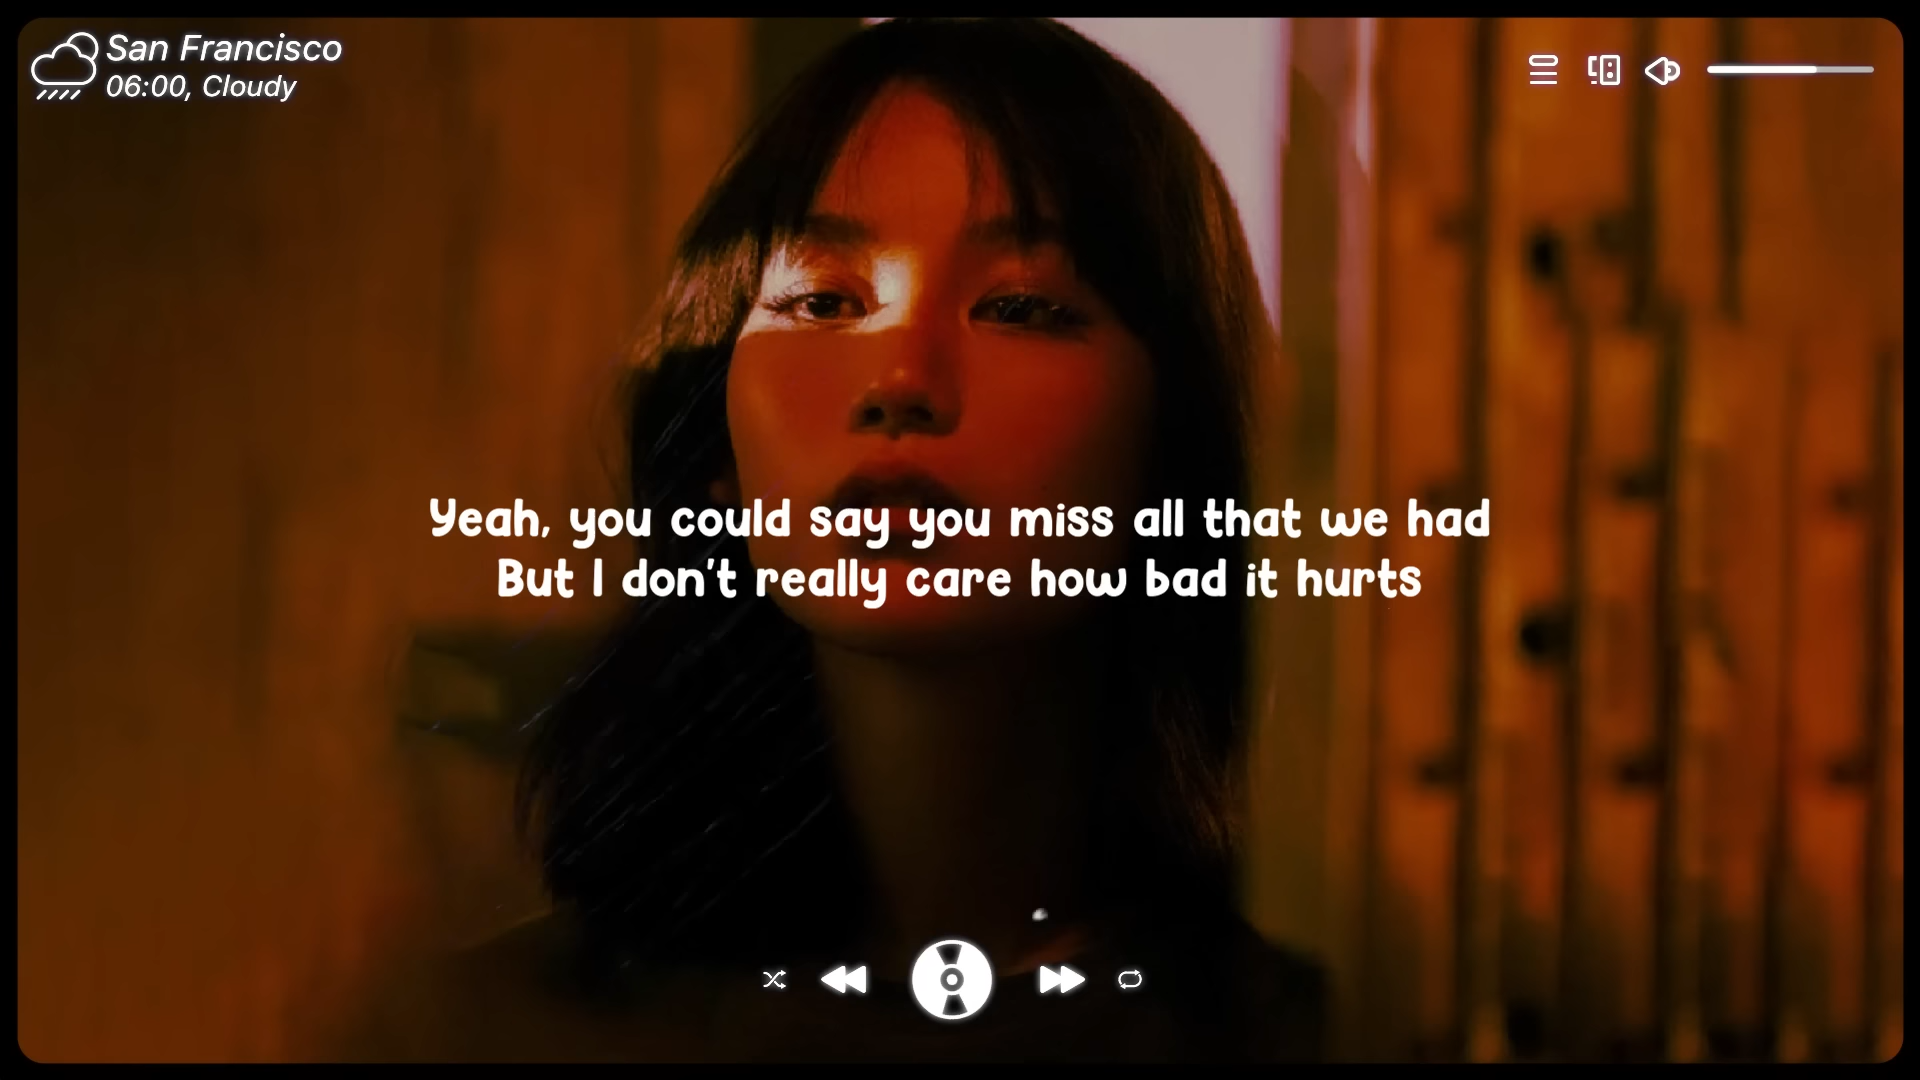 San Francisco
06:00, Cloudy
Yeah, you could say you miss all that we had
But I don't really care how bad it hurts